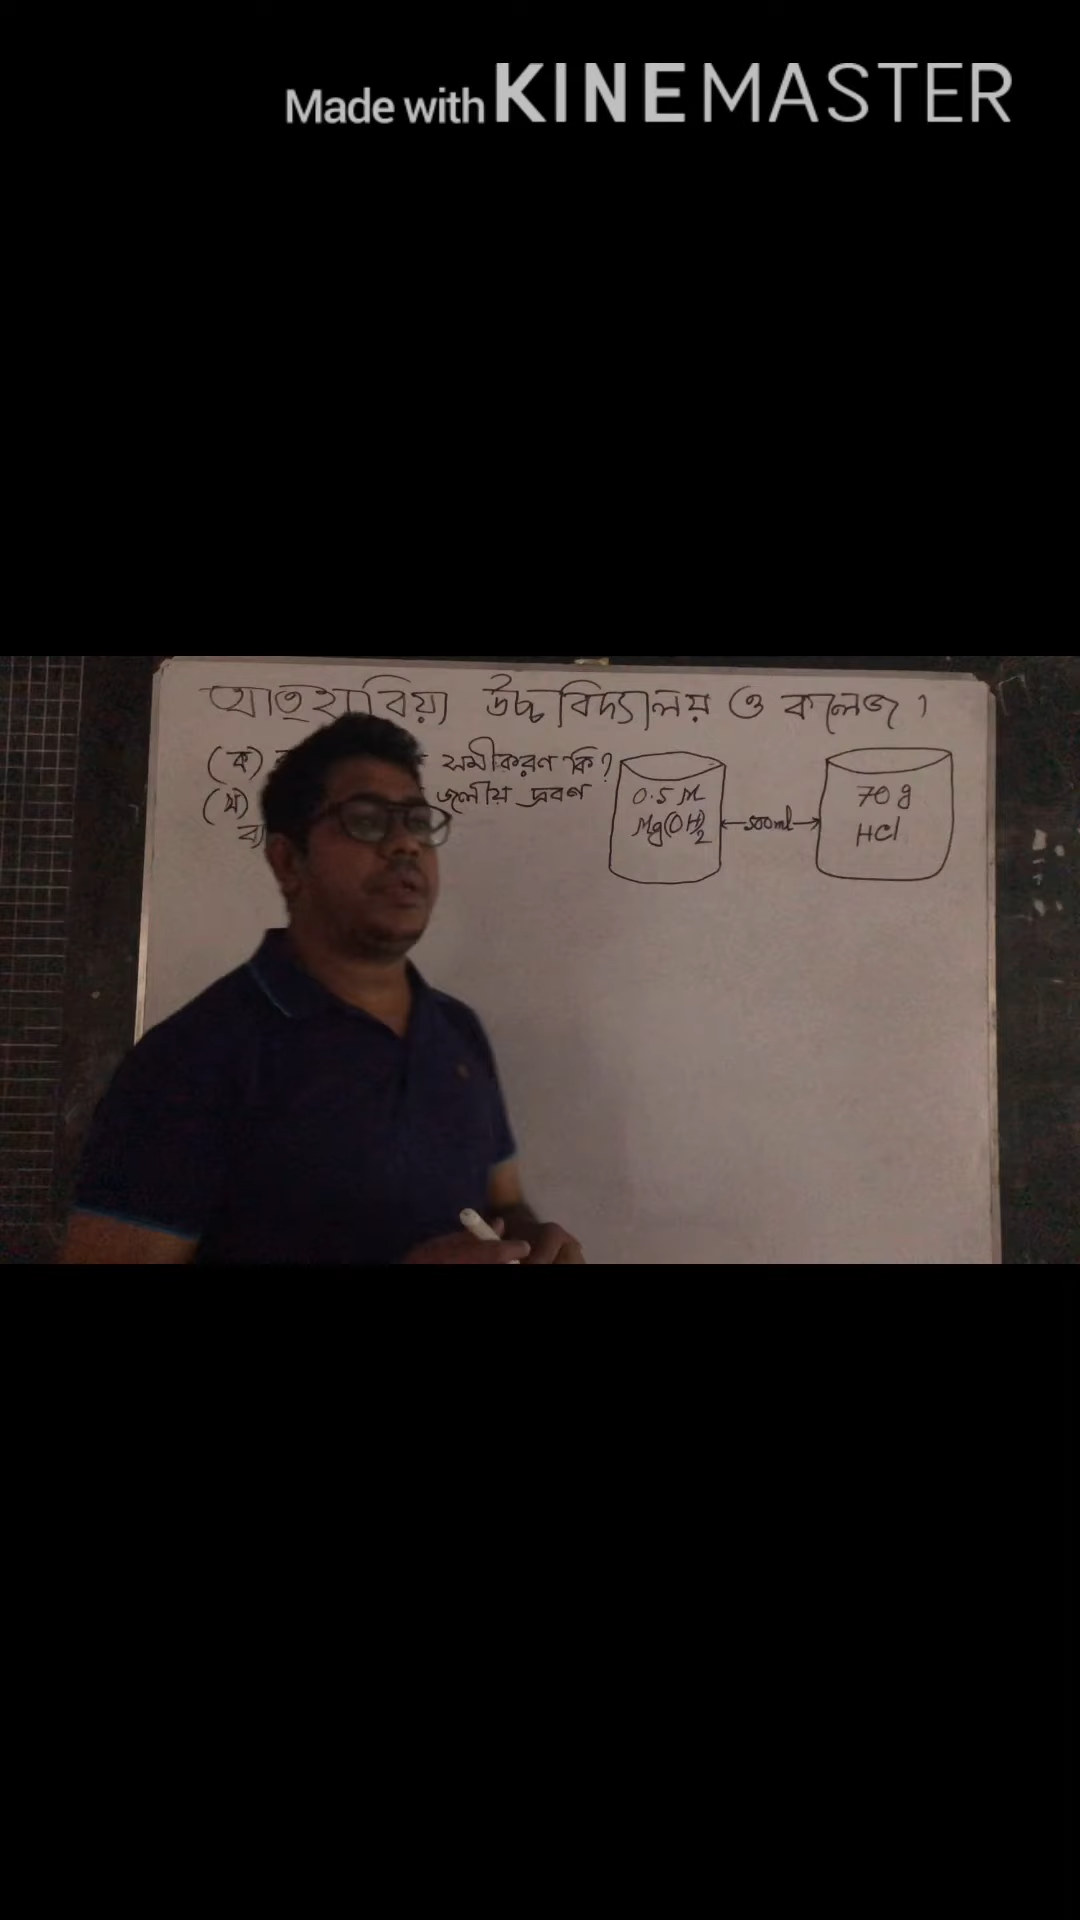 Made with KINEMASTER
আত্হারিয়া উচ্চ বিদ্যালয় ও কলেজ।
(ক) সমীকরণ কি?
(খ) জলীয় দ্রবণ
0.5 M
Mg(OH)2
500ml
70 g
HCl